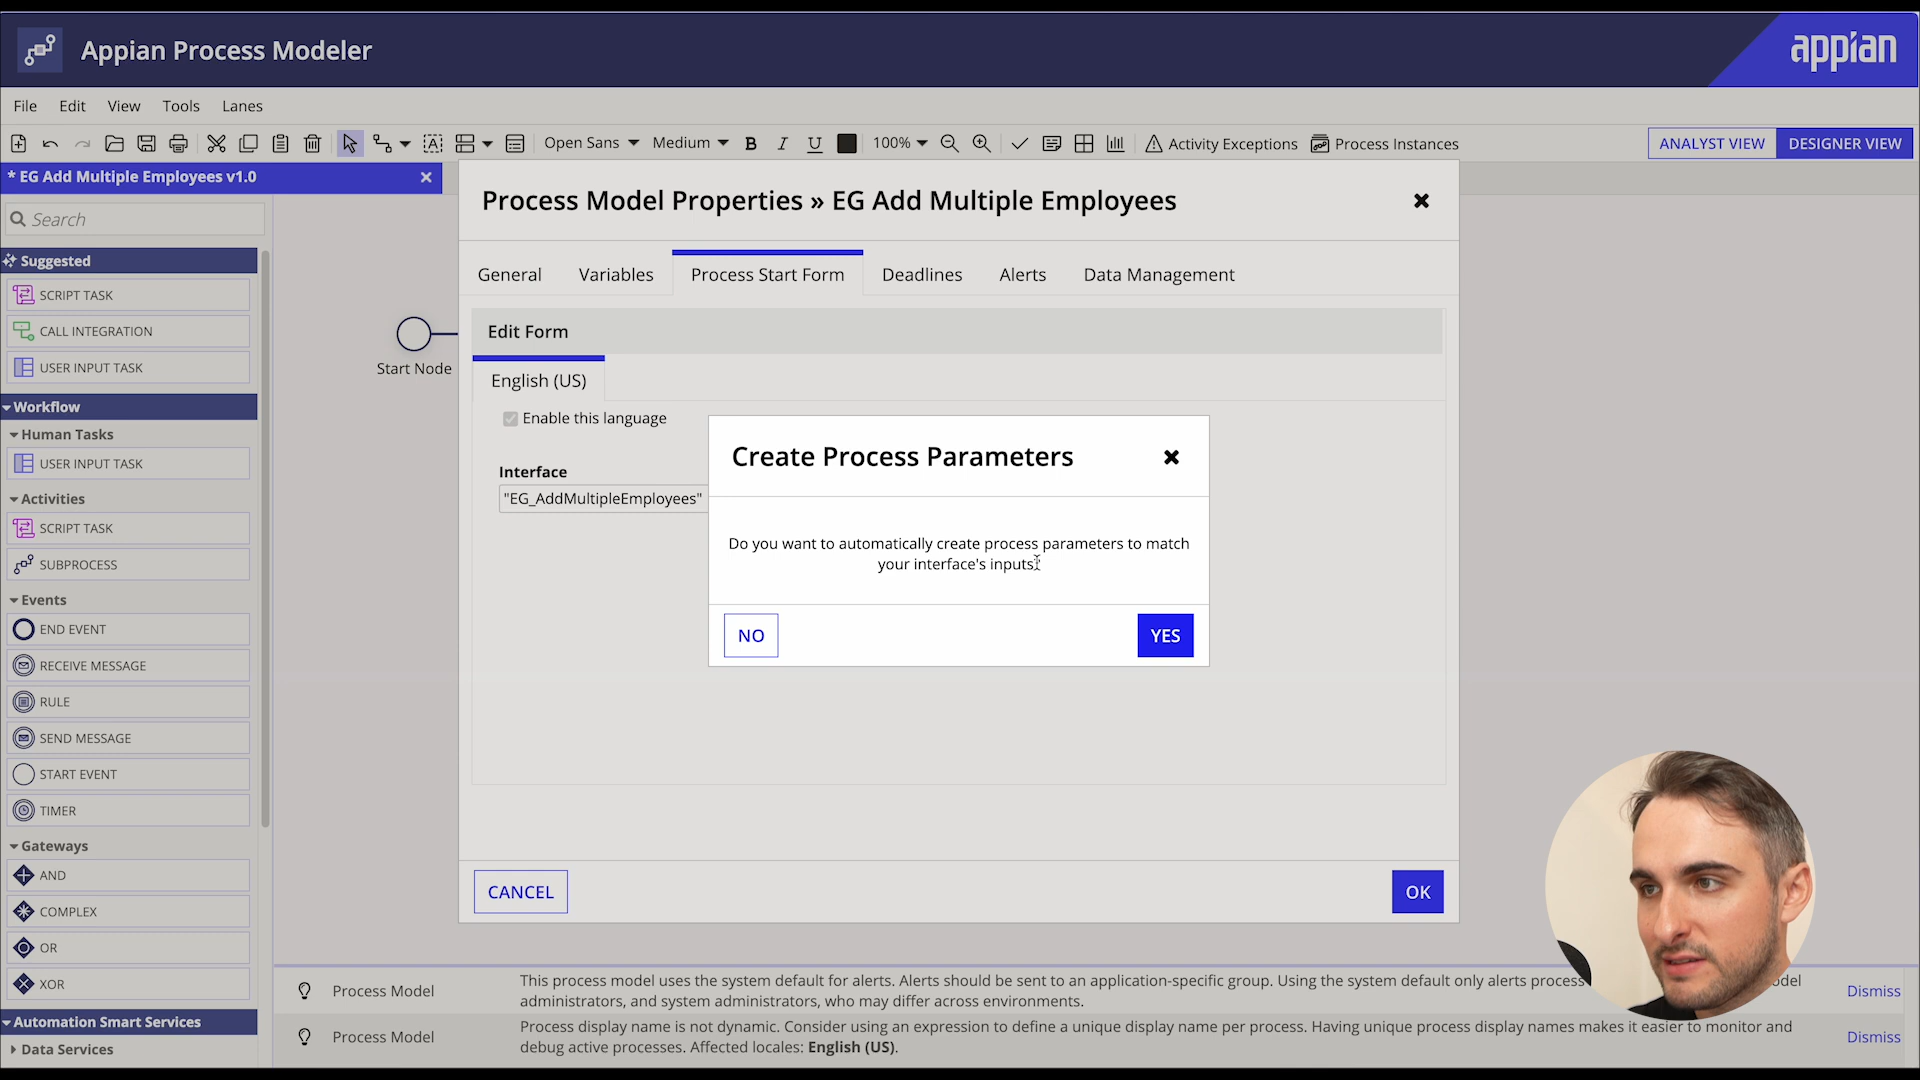 Appian Process Modeler
appian
File Edit View Tools Lanes
Open Sans Medium B I U 100% Activity Exceptions Process Instances ANALYST VIEW DESIGNER VIEW
* EG Add Multiple Employees v1.0
Search
Suggested
SCRIPT TASK
CALL INTEGRATION
USER INPUT TASK
Workflow
Human Tasks
USER INPUT TASK
Activities
SCRIPT TASK
SUBPROCESS
Events
END EVENT
RECEIVE MESSAGE
RULE
SEND MESSAGE
START EVENT
TIMER
Gateways
AND
COMPLEX
OR
XOR
Automation Smart Services
Data Services
Start Node
Process Model Properties » EG Add Multiple Employees
General Variables Process Start Form Deadlines Alerts Data Management
Edit Form
English (US)
Enable this language
Interface
"EG_AddMultipleEmployees"
Create Process Parameters
Do you want to automatically create process parameters to match
your interface's inputs
NO YES
CANCEL OK
Process Model
This process model uses the system default for alerts. Alerts should be sent to an application-specific group. Using the system default only alerts process
administrators, and system administrators, who may differ across environments.
Dismiss
Process Model
Process display name is not dynamic. Consider using an expression to define a unique display name per process. Having unique process display names makes it easier to monitor and
debug active processes. Affected locales: English (US).
Dismiss